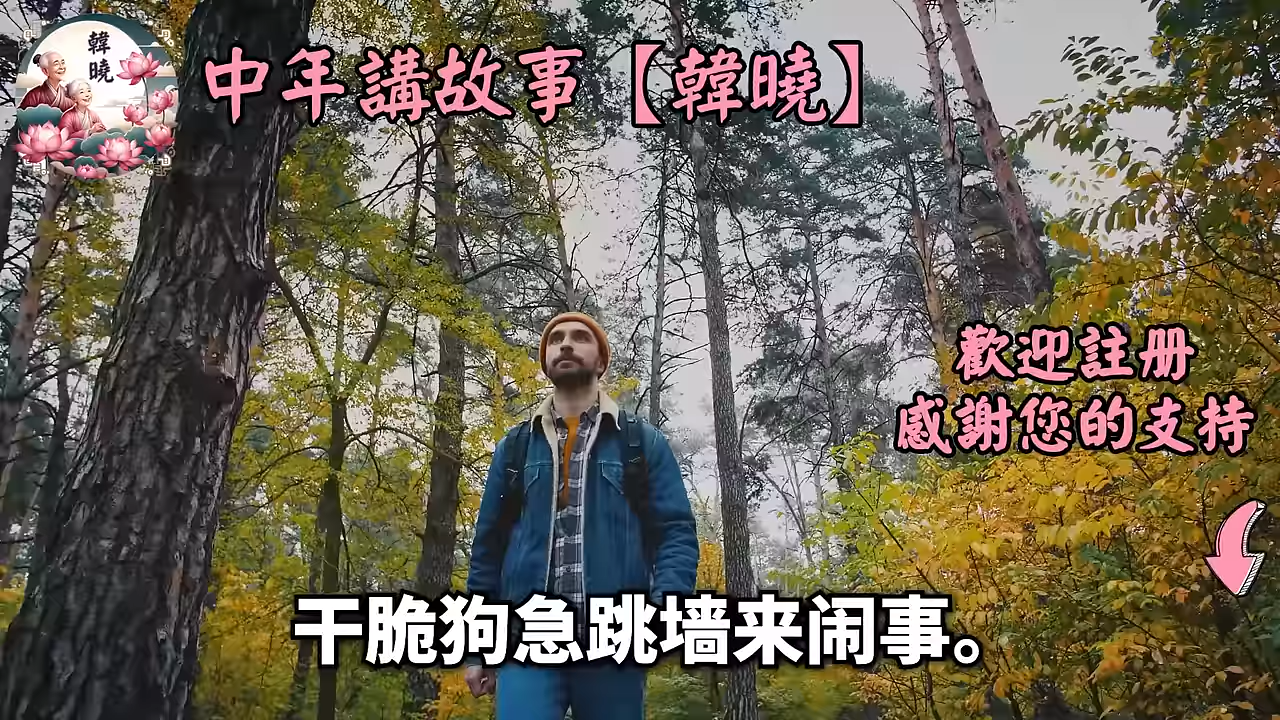 韓
曉
中年講故事【韓曉】
歡迎註册
感謝您的支持
干脆狗急跳墙来闹事。